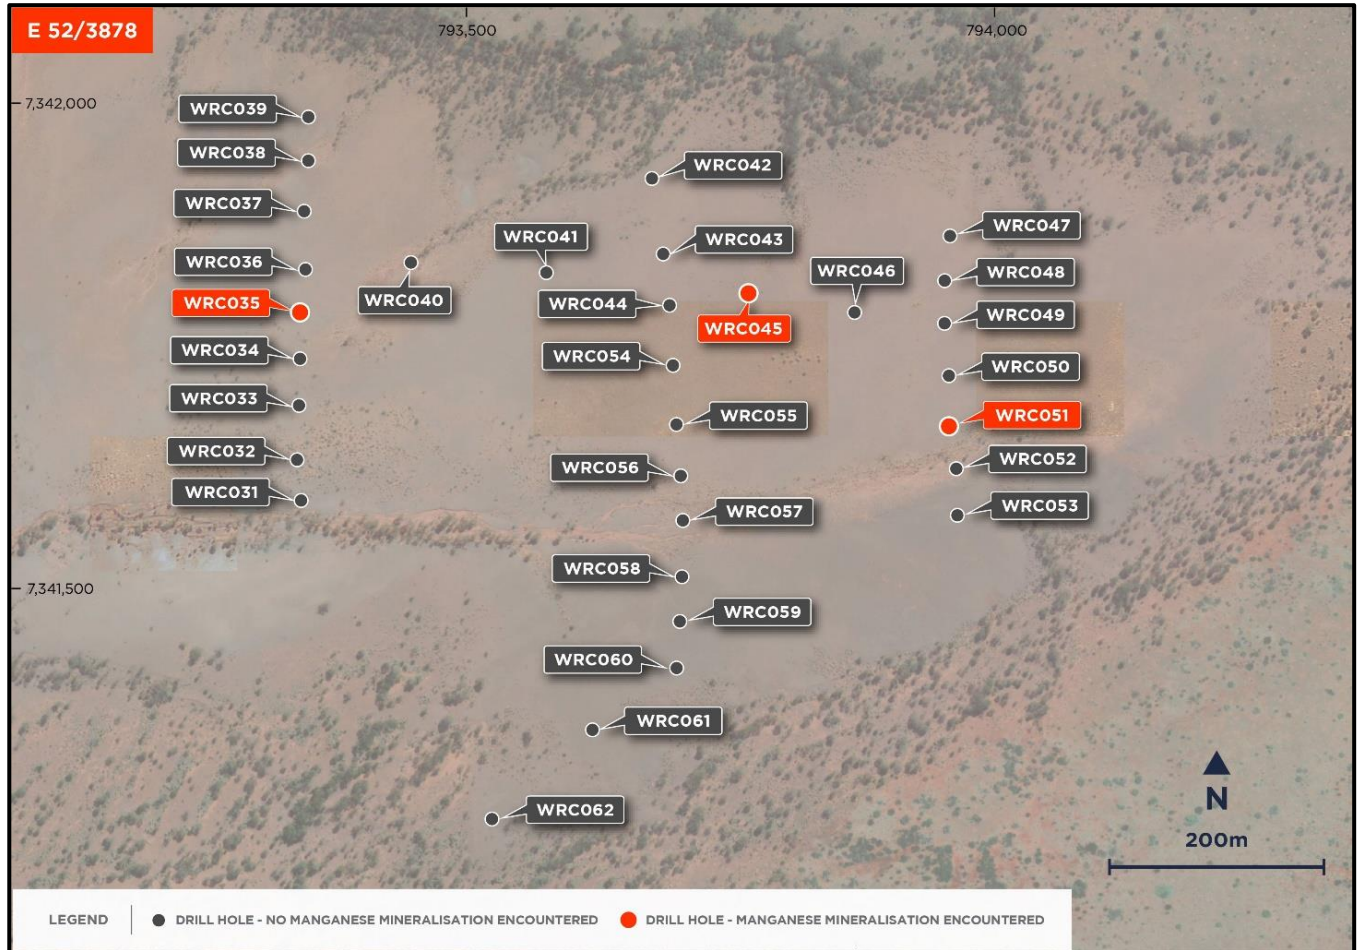 E 52/3878
793,500
794,000
7,342,000
WRC039
WRC038
WRC042
WRC037
WRC047
WRC041
WRC043
WRC036
WRC046
WRC048
WRC040
WRC035
WRC044
WRC049
WRC045
WRC034
WRC054
WRC050
WRC033
WRC055
WRC051
WRC032
WRC056
WRC052
WRC031
WRC057
WRC053
WRC058
7,341,500
WRC059
WRC060
WRC061
WRC062
N
200m
LEGEND
DRILL HOLE - NO MANGANESE MINERALISATION ENCOUNTERED
DRILL HOLE - MANGANESE MINERALISATION ENCOUNTERED